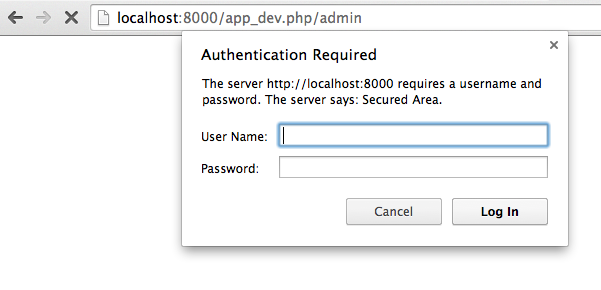 localhost:8000/app_dev.php/admin
Authentication Required
The server http://localhost:8000 requires a username and
password. The server says: Secured Area.
User Name:
Password:
Cancel Log In